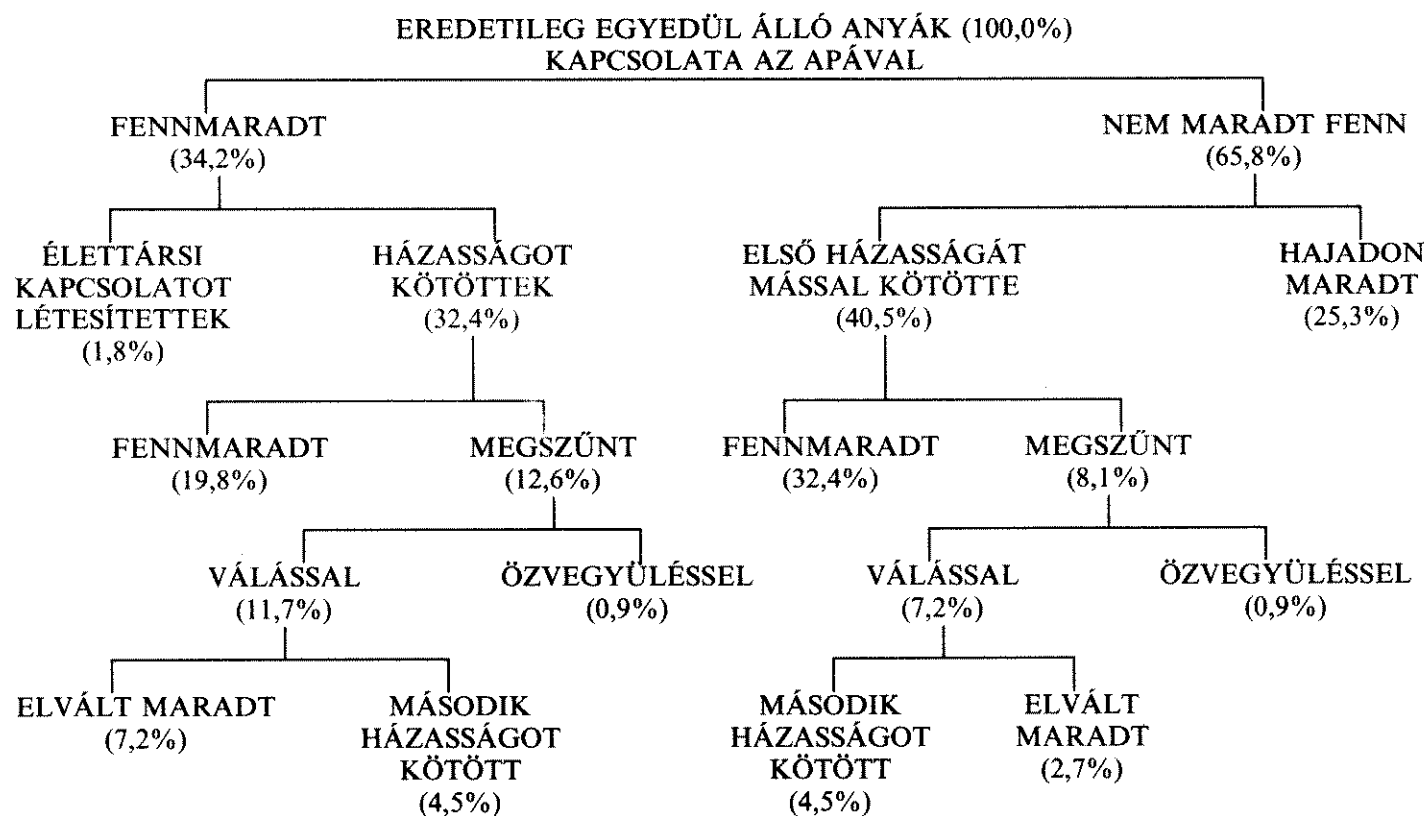 EREDETILEG EGYEDÜL ÁLLÓ ANYÁK (100,0%)
KAPCSOLATA AZ APÁVAL
FENNMARADT
(34,2%)
NEM MARADT FENN
(65,8%)
ÉLETTÁRSI
KAPCSOLATOT
LÉTESÍTETTEK
(1,8%)
HÁZASSÁGOT
KÖTÖTTEK
(32,4%)
ELSŐ HÁZASSÁGÁT
MÁSSAL KÖTÖTTE
(40,5%)
HAJADON
MARADT
(25,3%)
FENNMARADT
(19,8%)
MEGSZŰNT
(12,6%)
FENNMARADT
(32,4%)
MEGSZŰNT
(8,1%)
VÁLÁSSAL
(11,7%)
ÖZVEGYÜLÉSSEL
(0,9%)
VÁLÁSSAL
(7,2%)
ÖZVEGYÜLÉSSEL
(0,9%)
ELVÁLT MARADT
(7,2%)
MÁSODIK
HÁZASSÁGOT
KÖTÖTT
(4,5%)
MÁSODIK
HÁZASSÁGOT
KÖTÖTT
(4,5%)
ELVÁLT
MARADT
(2,7%)